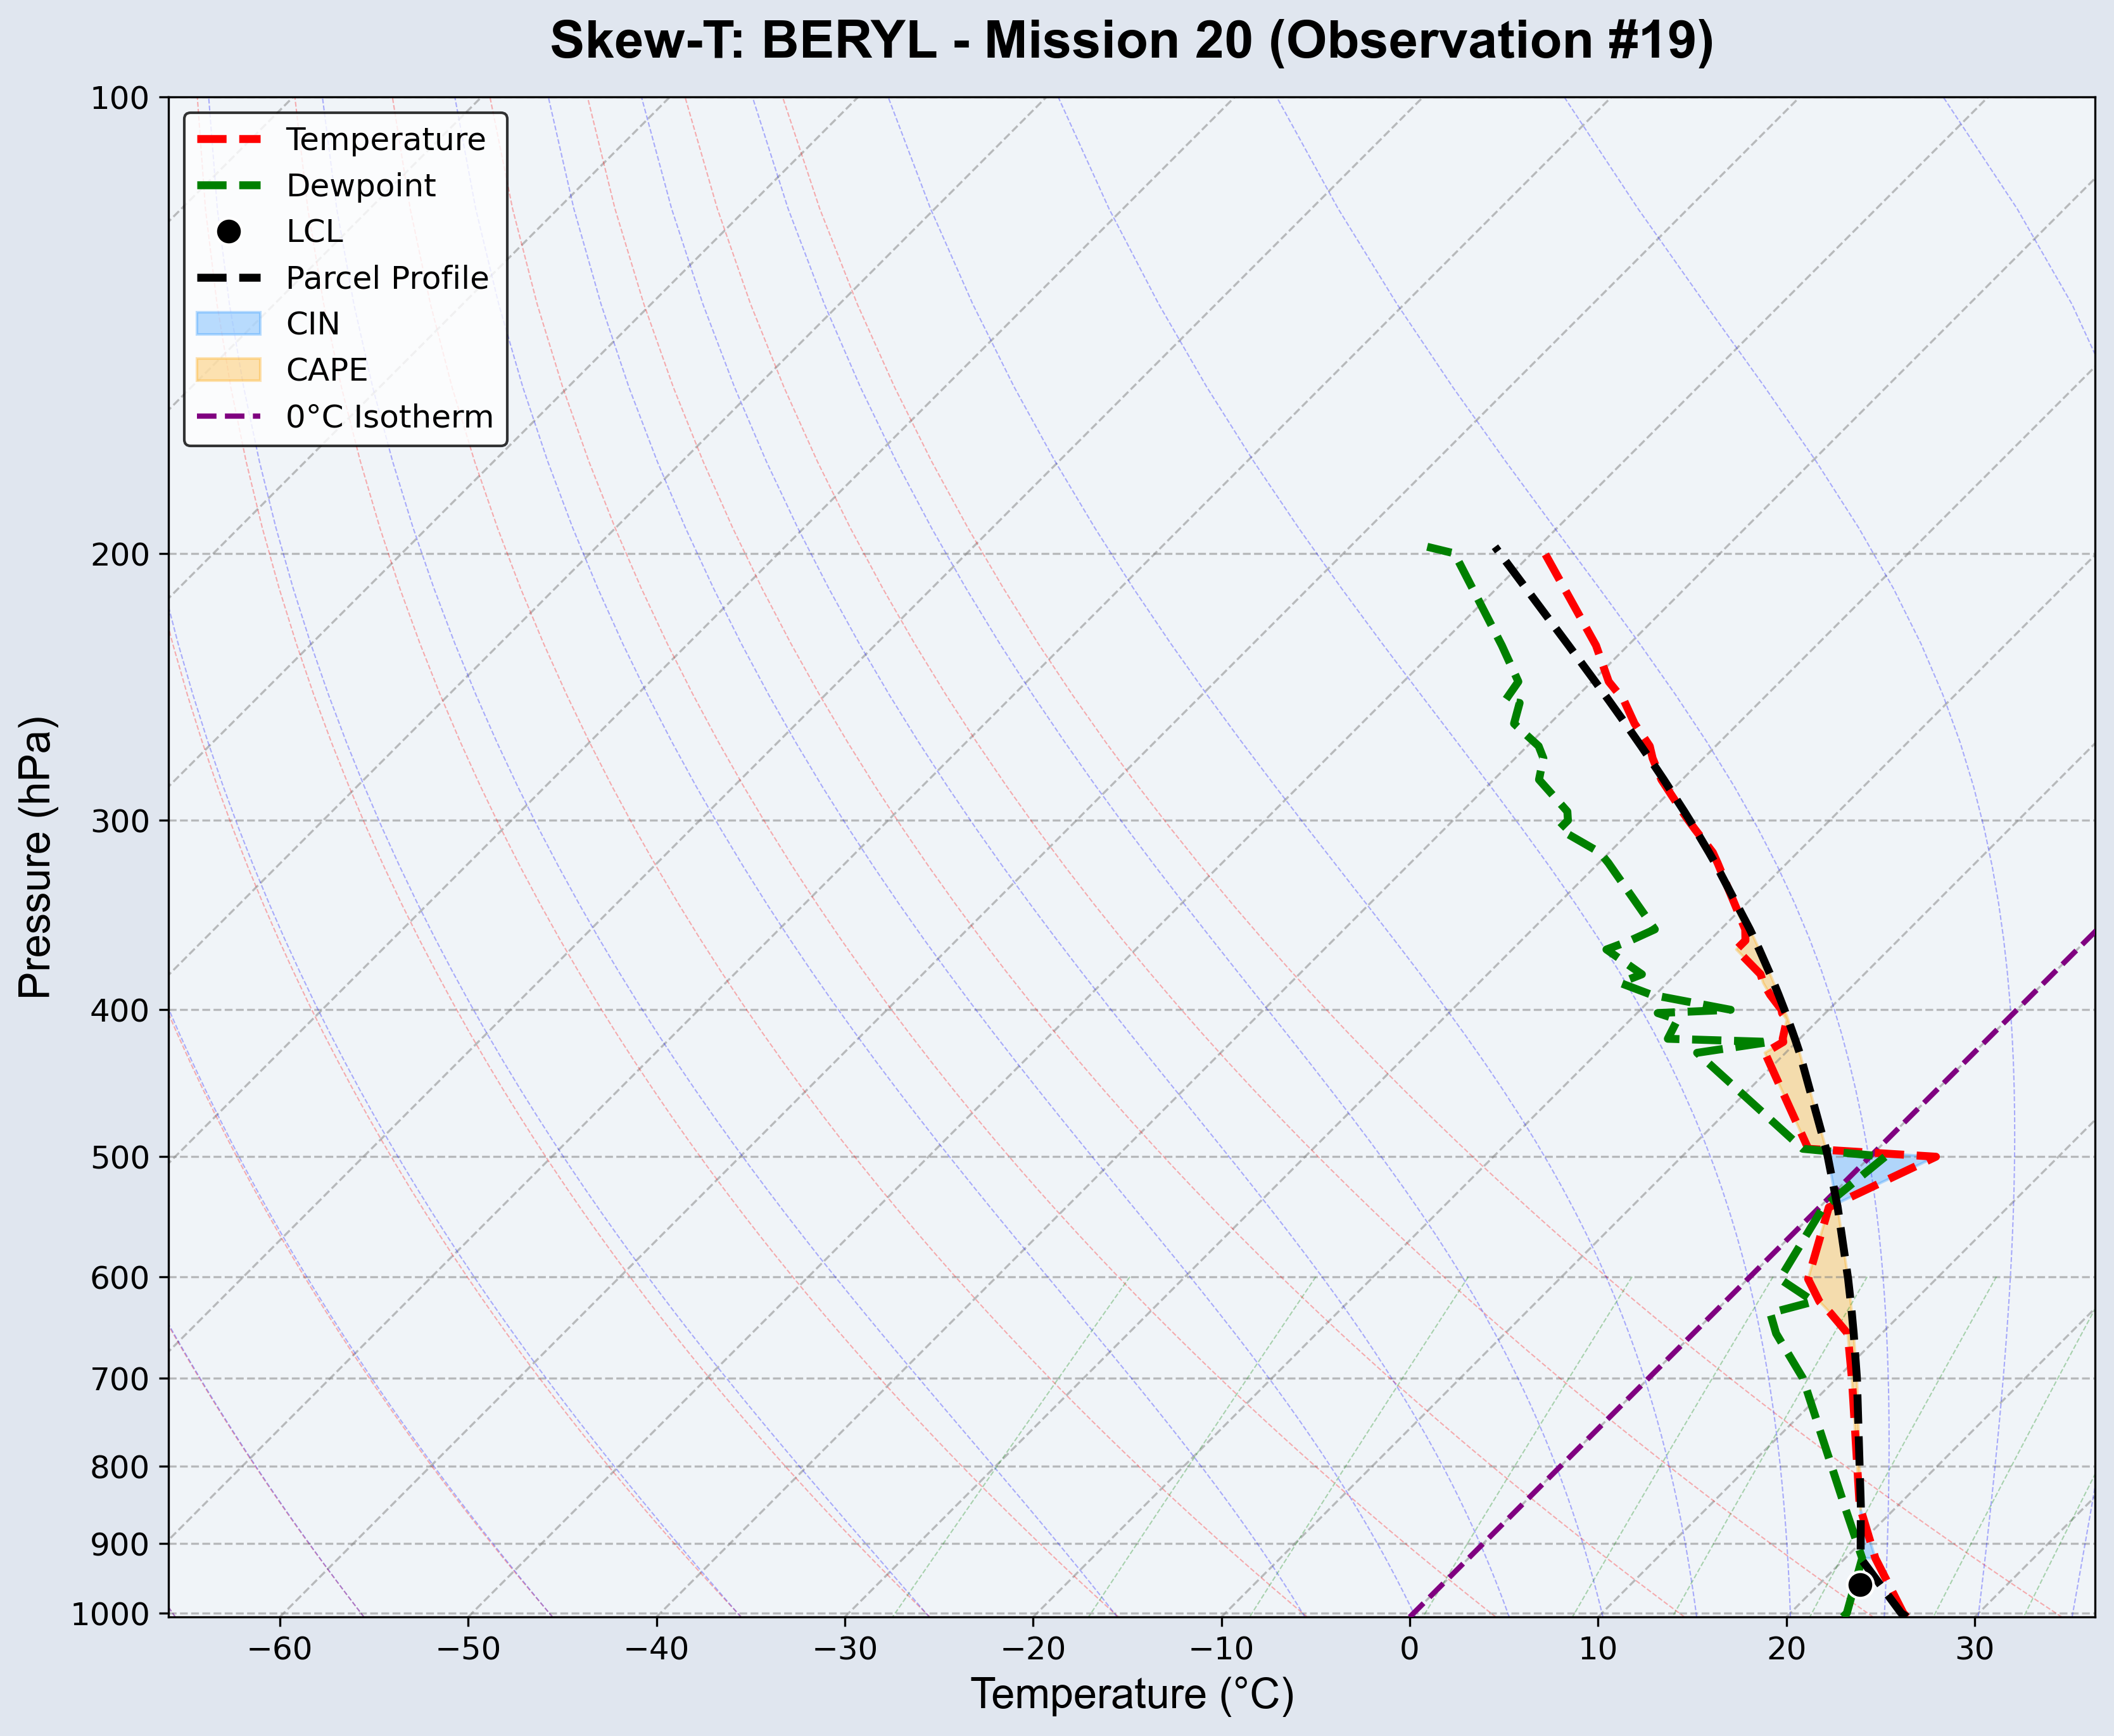 Skew-T: BERYL - Mission 20 (Observation #19)
Temperature
Dewpoint
LCL
Parcel Profile
CIN
CAPE
0°C Isotherm
Pressure (hPa)
100
200
300
400
500
600
700
800
900
1000
−60 −50 −40 −30 −20 −10 0 10 20 30
Temperature (°C)